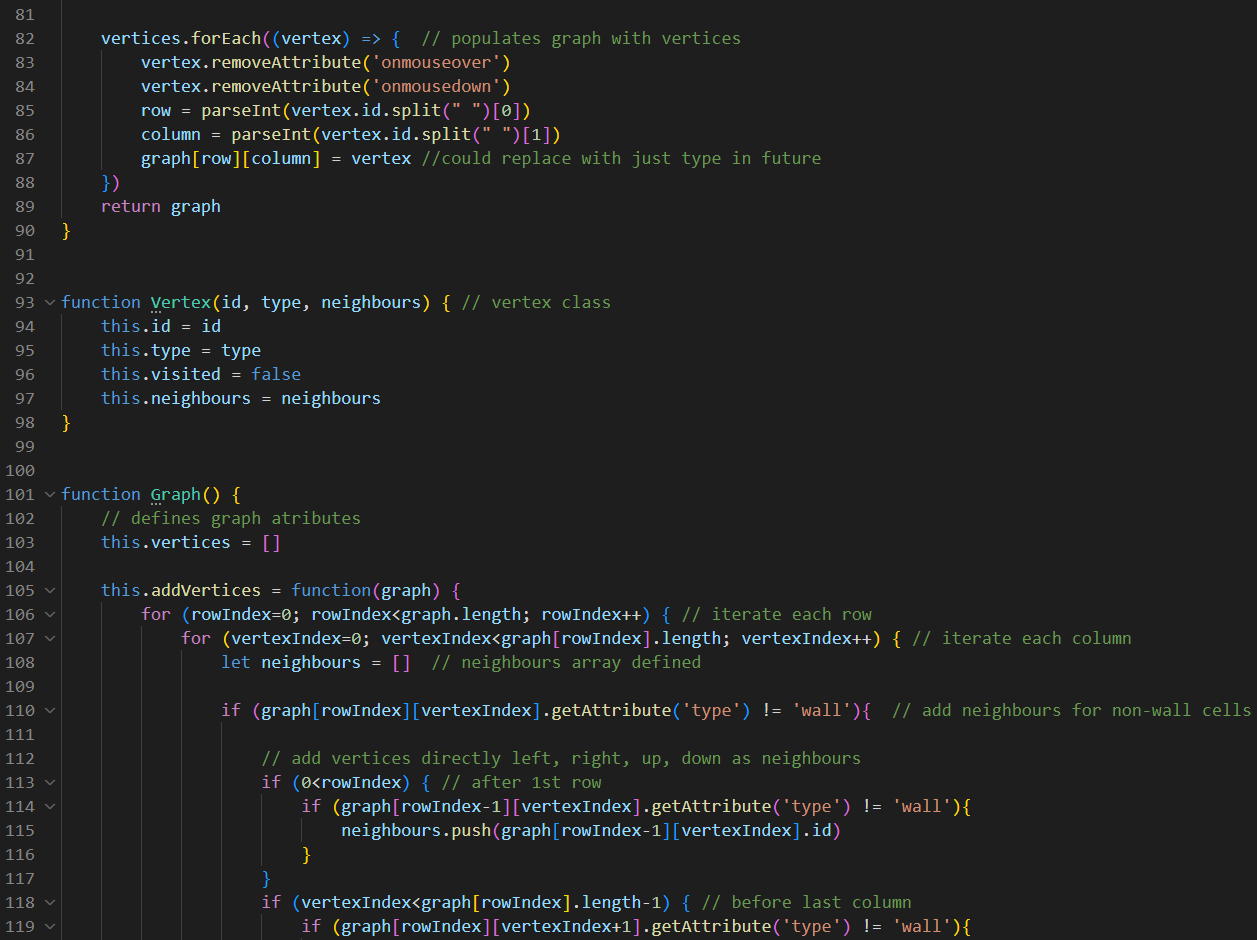 81
82 vertices.forEach((vertex) => {  // populates graph with vertices
83 vertex.removeAttribute('onmouseover')
84 vertex.removeAttribute('onmousedown')
85 row = parseInt(vertex.id.split(" ")[0])
86 column = parseInt(vertex.id.split(" ")[1])
87 graph[row][column] = vertex //could replace with just type in future
88 })
89 return graph
90 }
91
92
93 function Vertex(id, type, neighbours) { // vertex class
94 this.id = id
95 this.type = type
96 this.visited = false
97 this.neighbours = neighbours
98 }
99
100
101 function Graph() {
102 // defines graph atributes
103 this.vertices = []
104
105 this.addVertices = function(graph) {
106 for (rowIndex=0; rowIndex<graph.length; rowIndex++) { // iterate each row
107 for (vertexIndex=0; vertexIndex<graph[rowIndex].length; vertexIndex++) { // iterate each column
108 let neighbours = []  // neighbours array defined
109
110 if (graph[rowIndex][vertexIndex].getAttribute('type') != 'wall'){  // add neighbours for non-wall cells
111
112 // add vertices directly left, right, up, down as neighbours
113 if (0<rowIndex) { // after 1st row
114 if (graph[rowIndex-1][vertexIndex].getAttribute('type') != 'wall'){
115 neighbours.push(graph[rowIndex-1][vertexIndex].id)
116 }
117 }
118 if (vertexIndex<graph[rowIndex].length-1) { // before last column
119 if (graph[rowIndex][vertexIndex+1].getAttribute('type') != 'wall'){